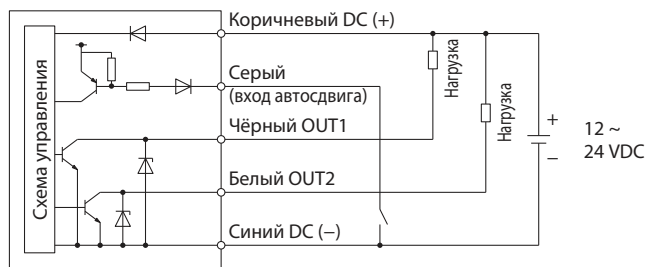 Коричневый DC (+)
Серый
(вход автосдвига)
Чёрный OUT1
Белый OUT2
Синий DC (−)
Схема управления
Нагрузка
Нагрузка
+
−
12 ~
24 VDC